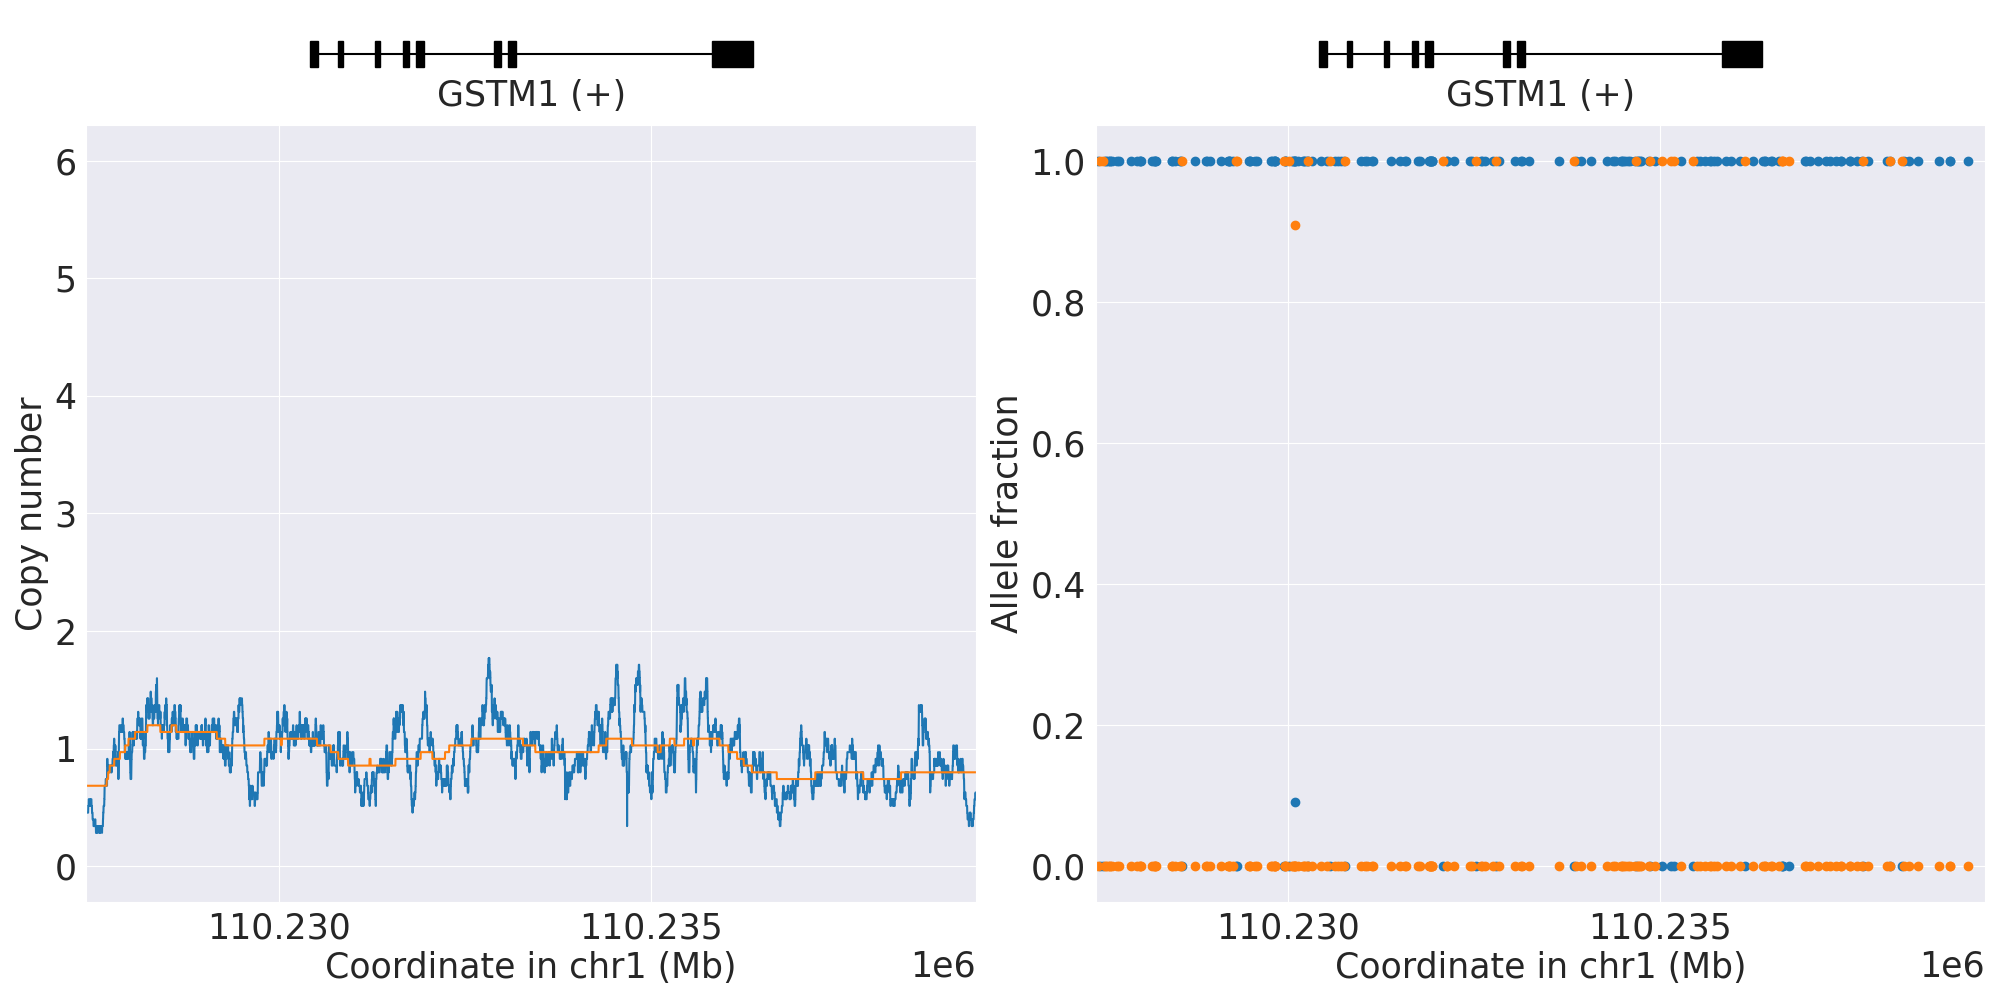 GSTM1 (+)
6
5
4
3
2
1
0
Copy number
110.230
110.235
Coordinate in chr1 (Mb)
1e6
GSTM1 (+)
1.0
0.8
0.6
0.4
0.2
0.0
Allele fraction
110.230
110.235
Coordinate in chr1 (Mb)
1e6